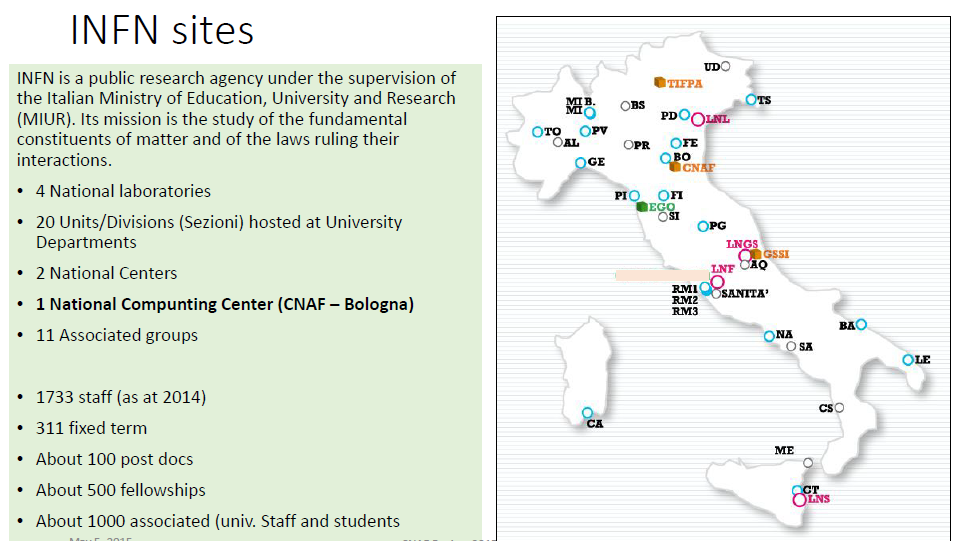 INFN sites
INFN is a public research agency under the supervision of
the Italian Ministry of Education, University and Research
(MIUR). Its mission is the study of the fundamental
constituents of matter and of the laws ruling their
interactions.
• 4 National laboratories
• 20 Units/Divisions (Sezioni) hosted at University
Departments
• 2 National Centers
• 1 National Compunting Center (CNAF – Bologna)
• 11 Associated groups
• 1733 staff (as at 2014)
• 311 fixed term
• About 100 post docs
• About 500 fellowships
• About 1000 associated (univ. Staff and students
May 5, 2015
UD
TIFPA
TS
MI B.
MI
BS
PD
LNL
TO
PV
AL
PR
FE
BO
GE
CNAF
PI
FI
EGO
SI
PG
LNGS
GSSI
AQ
LNF
RM1
SANITA'
RM2
RM3
BA
NA
SA
LE
CS
CA
ME
CT
LNS